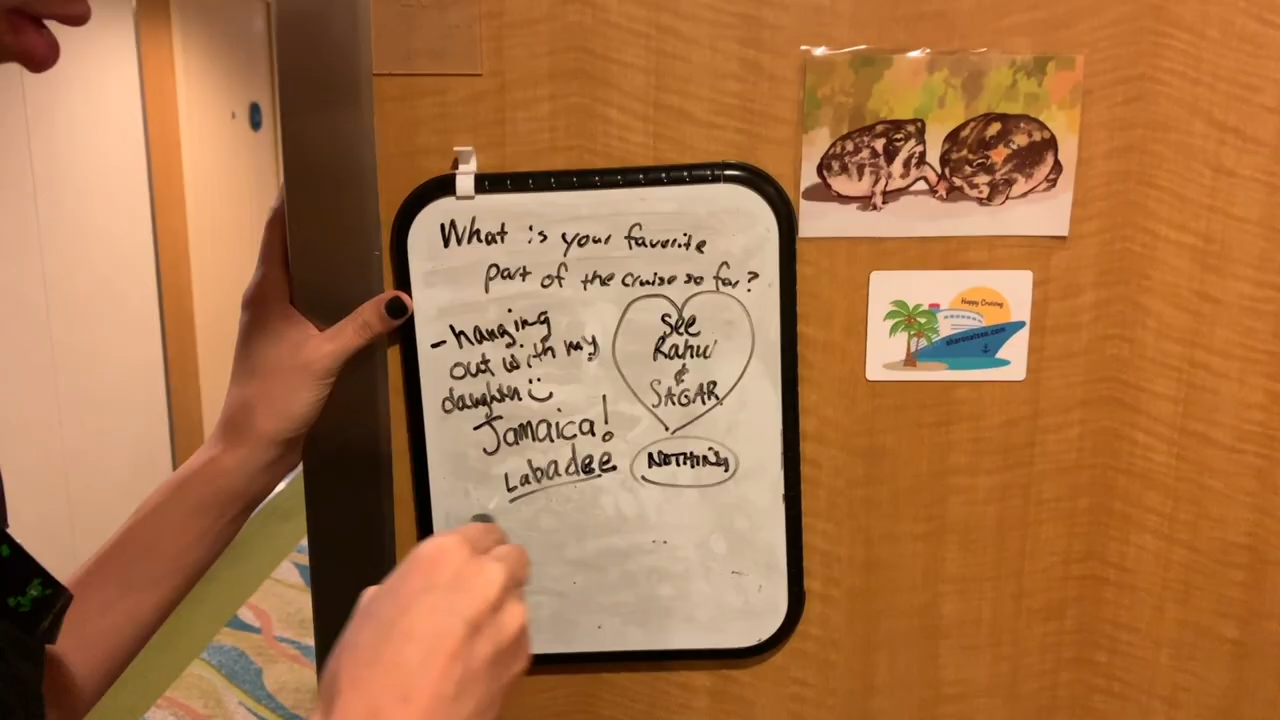 What is your favorite
part of the cruise so far?
- hanging
out with my
daughter
Jamaica!
Labadee
See
Rahul
&
SAGAR
NOTHING
Happy Cruising